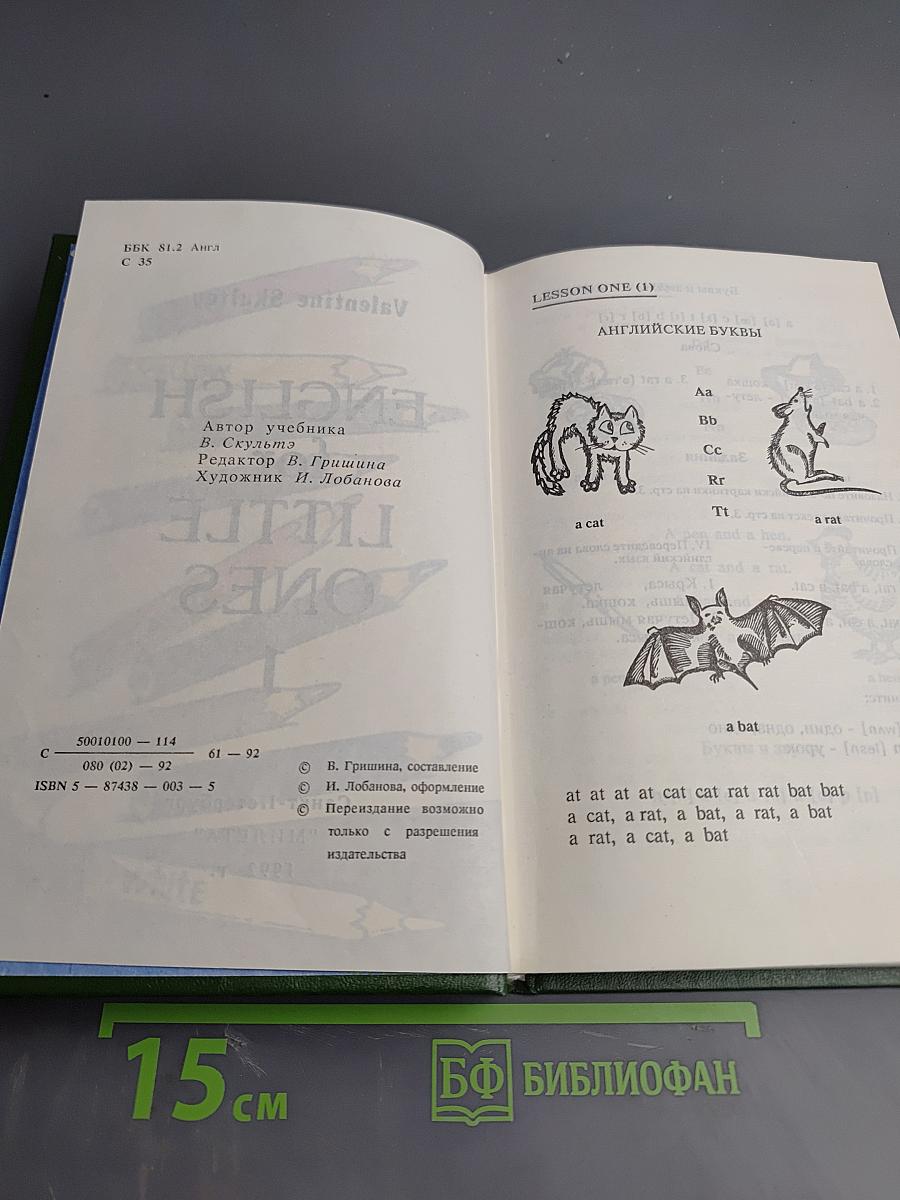 ББК 81.2 Англ
С 35
Автор учебника
В. Скультэ
Редактор В. Гришина
Художник И. Лобанова
50010100 — 114
С
61 — 92
080 (02) — 92
ISBN 5 — 87438 — 003 — 5
© В. Гришина, составление
© И. Лобанова, оформление
© Переиздание возможно
только с разрешения
издательства
LESSON ONE (1)
АНГЛИЙСКИЕ БУКВЫ
Aa
Bb
Cc
Rr
Tt
a cat
a rat
a bat
at at at at cat cat rat rat bat bat
a cat, a rat, a bat, a rat, a bat
a rat, a cat, a bat
15 см
БФ БИБЛИОФАН